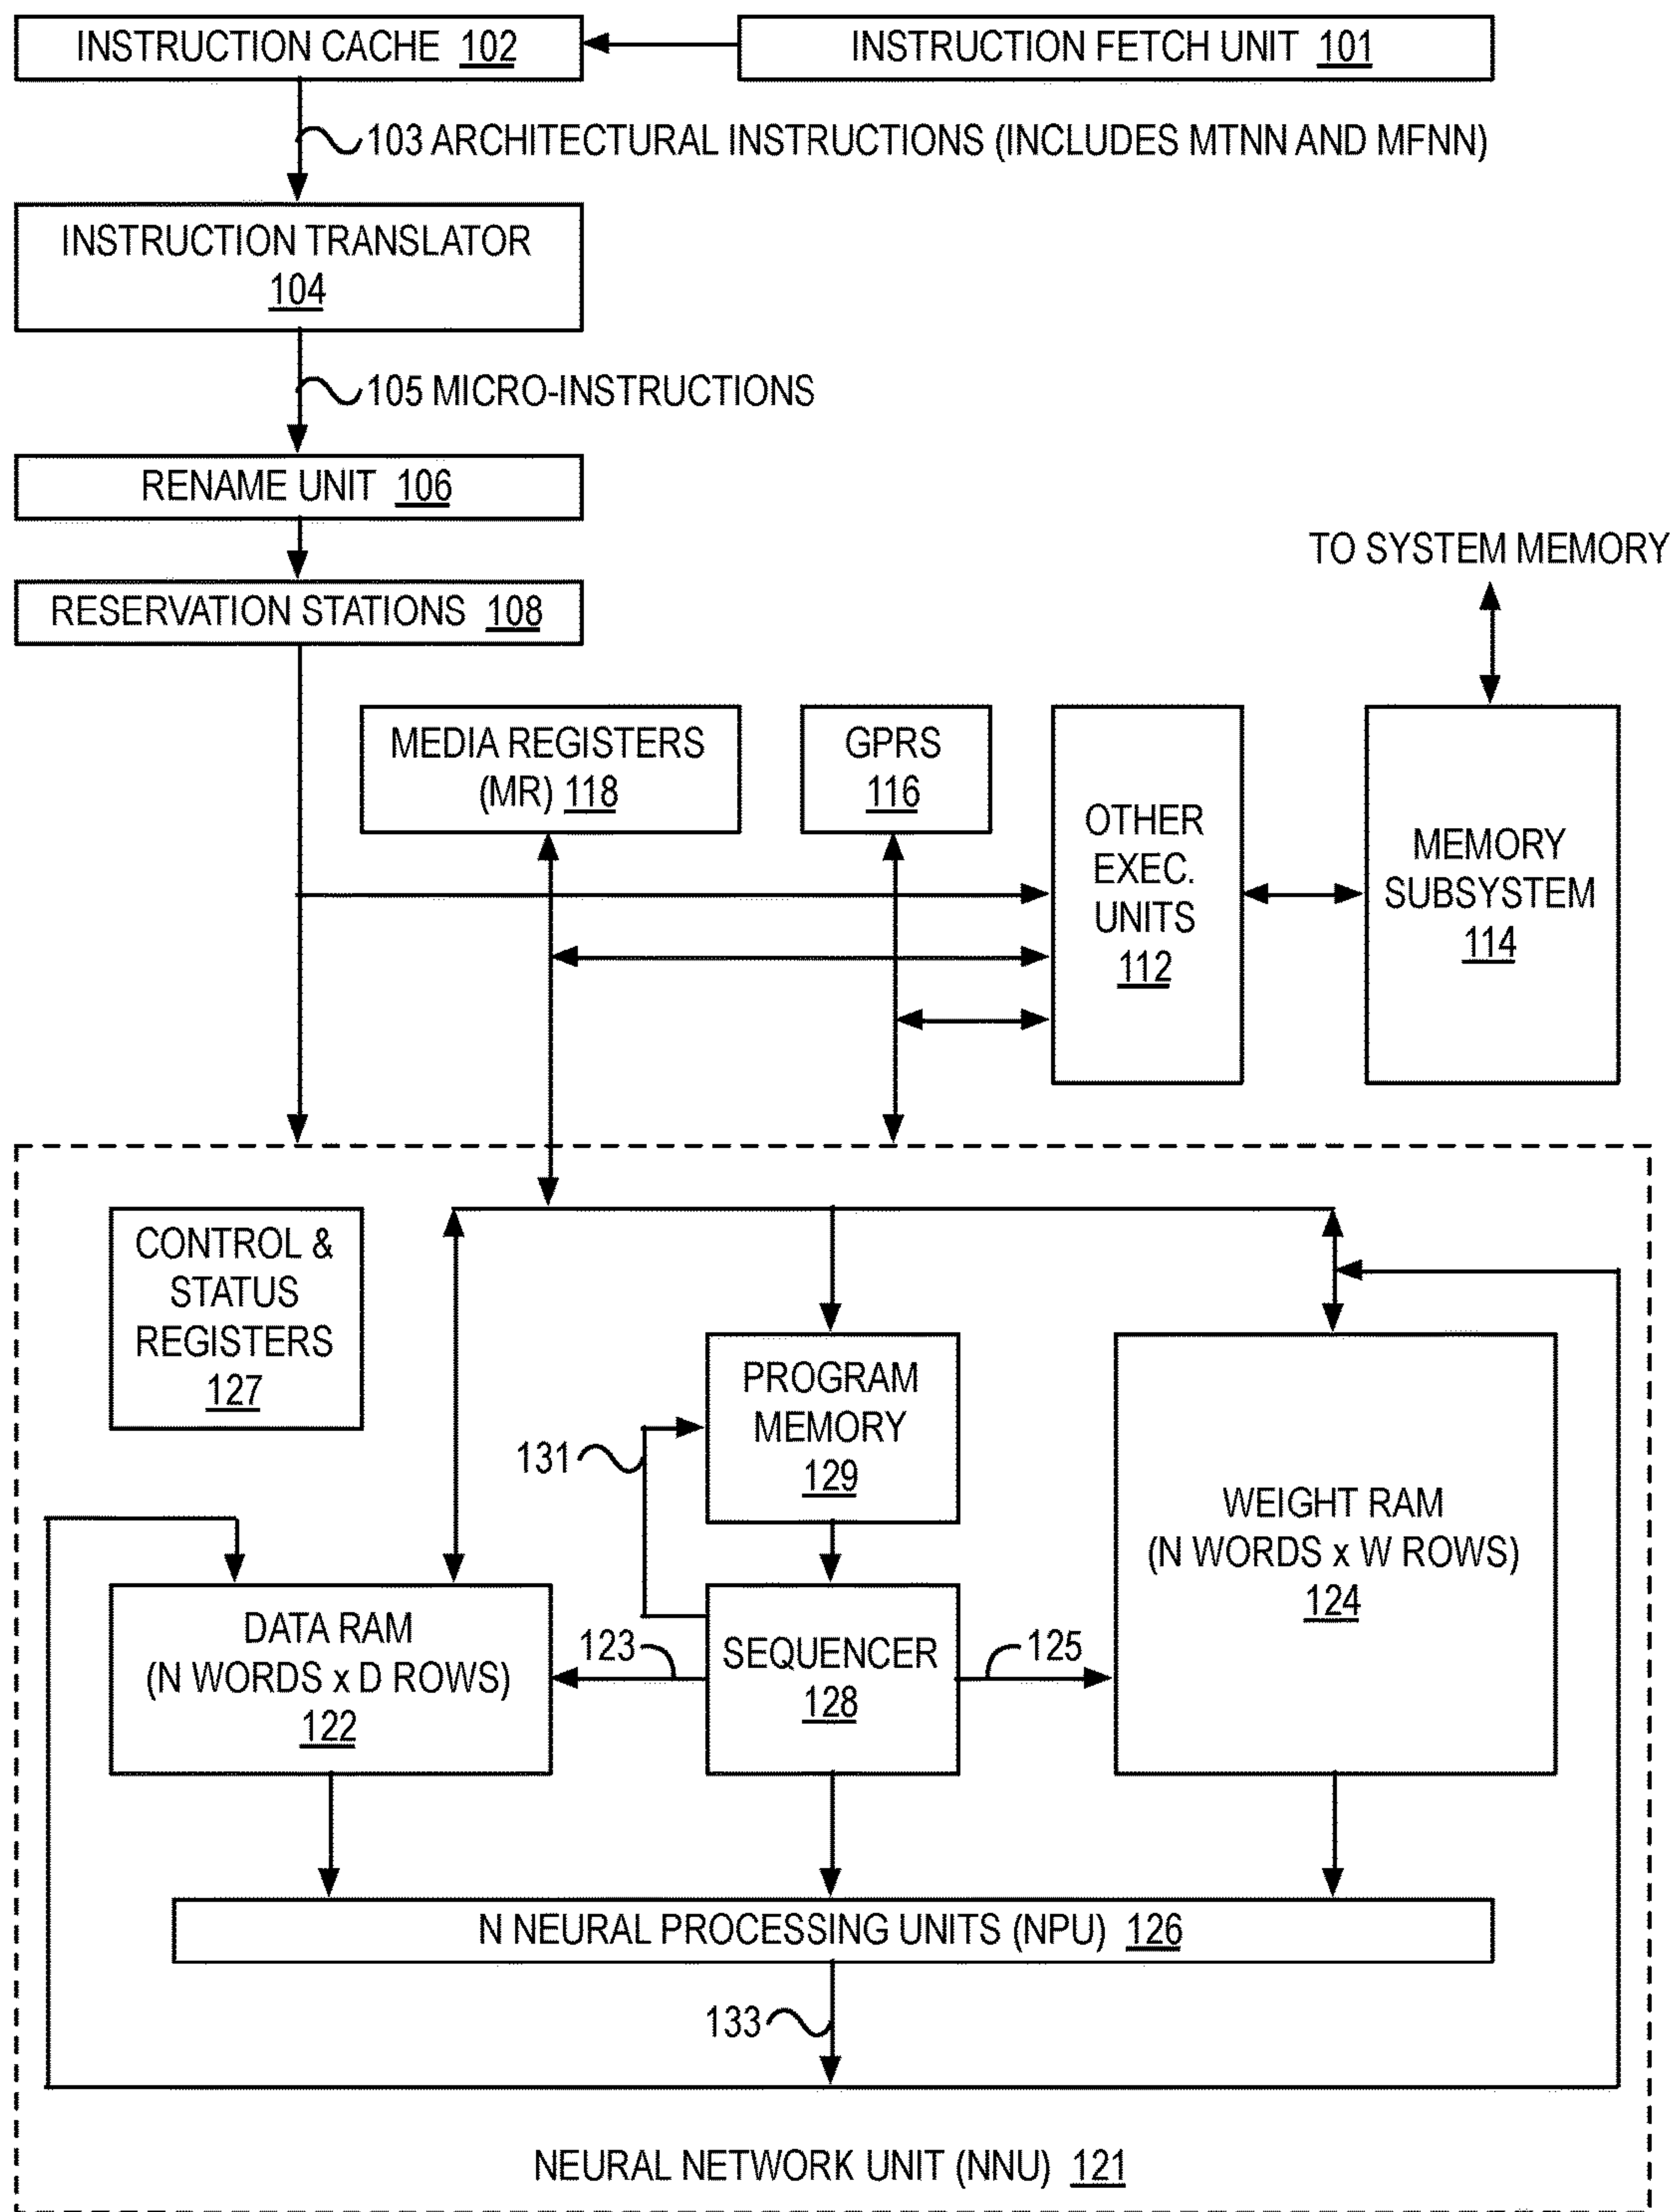 INSTRUCTION CACHE 102
INSTRUCTION FETCH UNIT 101
103 ARCHITECTURAL INSTRUCTIONS (INCLUDES MTNN AND MFNN)
INSTRUCTION TRANSLATOR
104
105 MICRO-INSTRUCTIONS
RENAME UNIT 106
TO SYSTEM MEMORY
RESERVATION STATIONS 108
MEDIA REGISTERS
(MR) 118
GPRS
116
OTHER
EXEC.
UNITS
112
MEMORY
SUBSYSTEM
114
CONTROL &
STATUS
REGISTERS
127
PROGRAM
MEMORY
129
131
WEIGHT RAM
(N WORDS x W ROWS)
124
DATA RAM
(N WORDS x D ROWS)
122
123
SEQUENCER
128
125
N NEURAL PROCESSING UNITS (NPU) 126
133
NEURAL NETWORK UNIT (NNU) 121